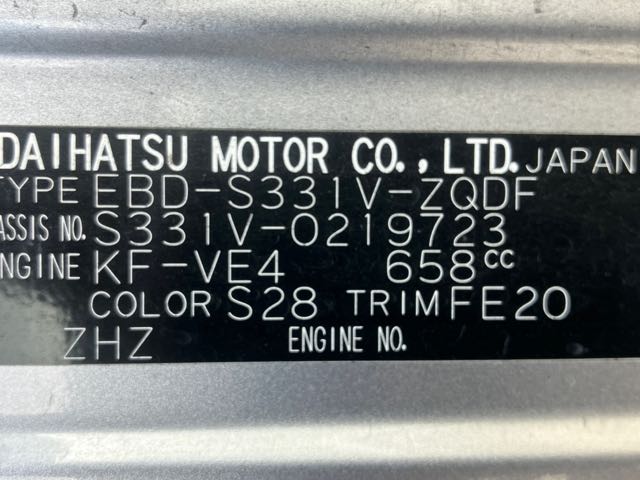 DAIHATSU MOTOR CO., LTD. JAPAN
TYPE EBD-S331V-ZQDF
ASSIS NO. S331V-0219723
NGINE KF-VE4 658cc
COLOR S28 TRIM FE20
ZHZ ENGINE NO.